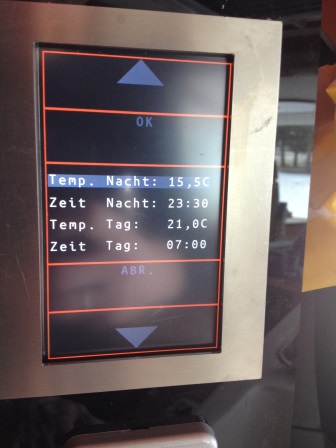 OK
Temp. Nacht: 15,5C
Zeit Nacht: 23:30
Temp. Tag: 21,0C
Zeit Tag: 07:00
ABR.